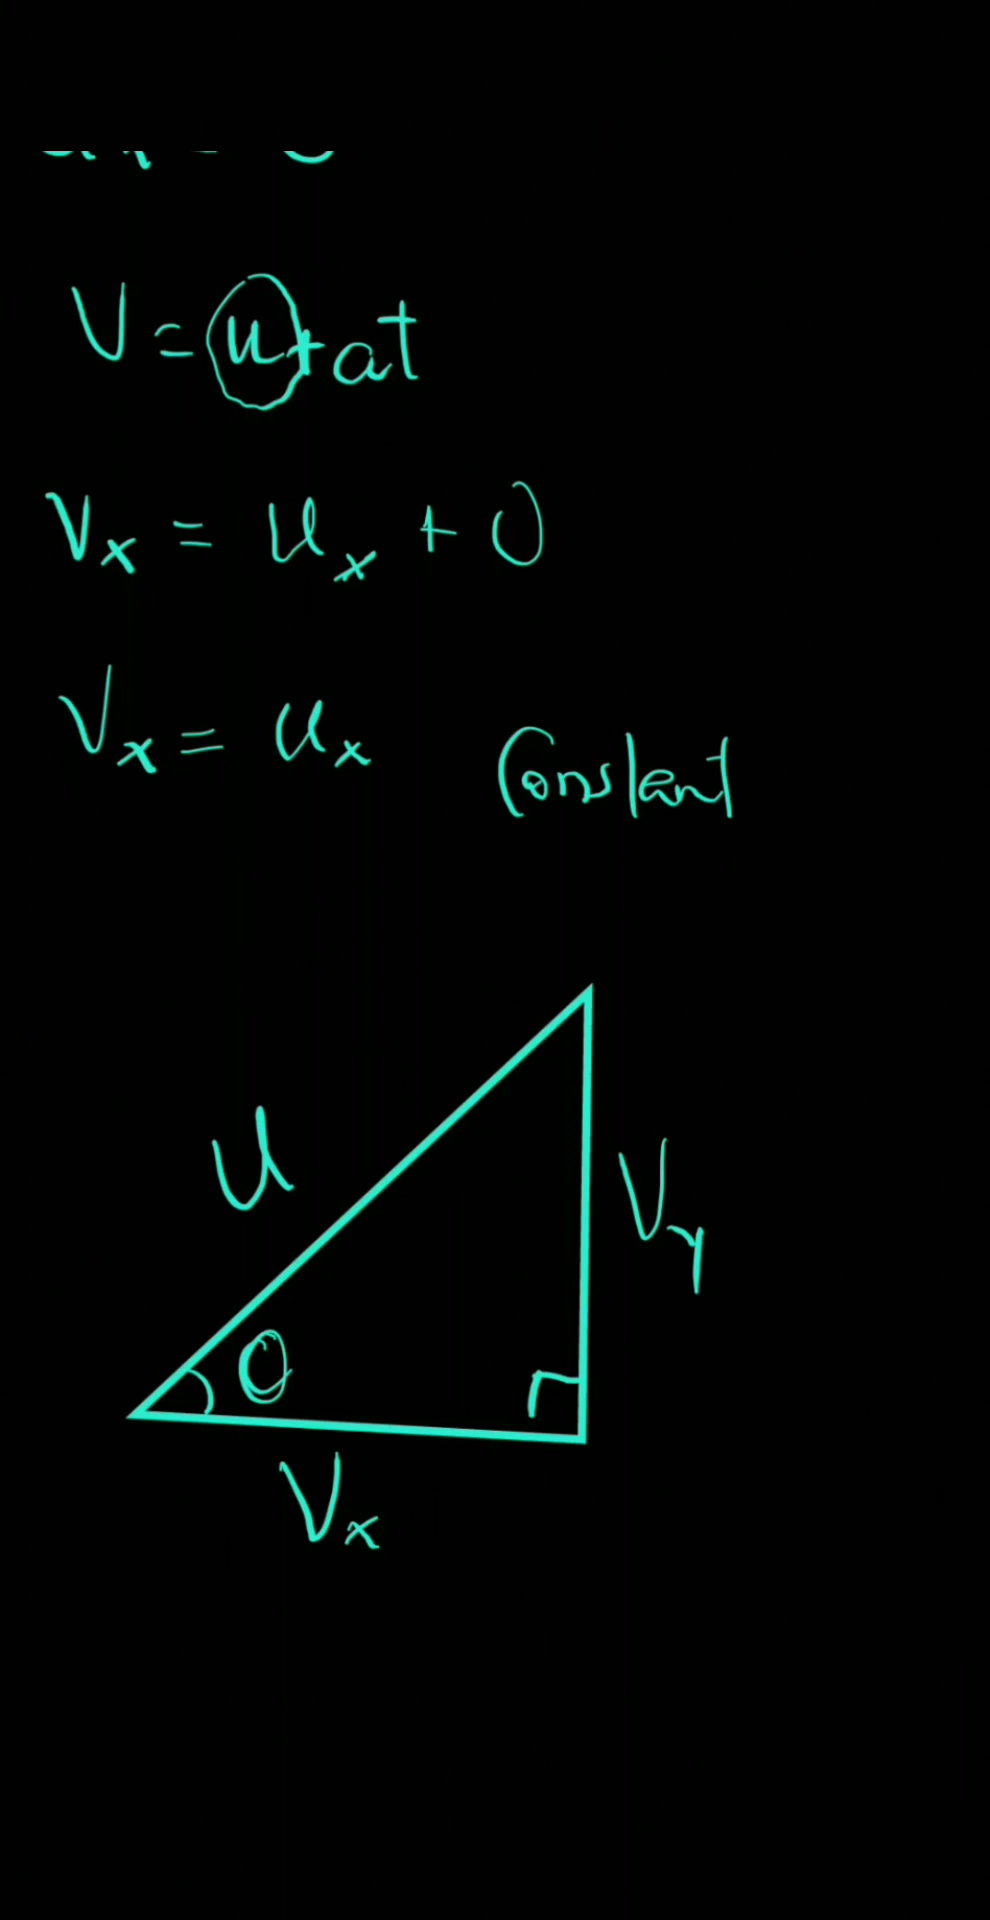 V = u + at
Vx = ux + 0
Vx = ux Constant
u
Vy
θ
Vx